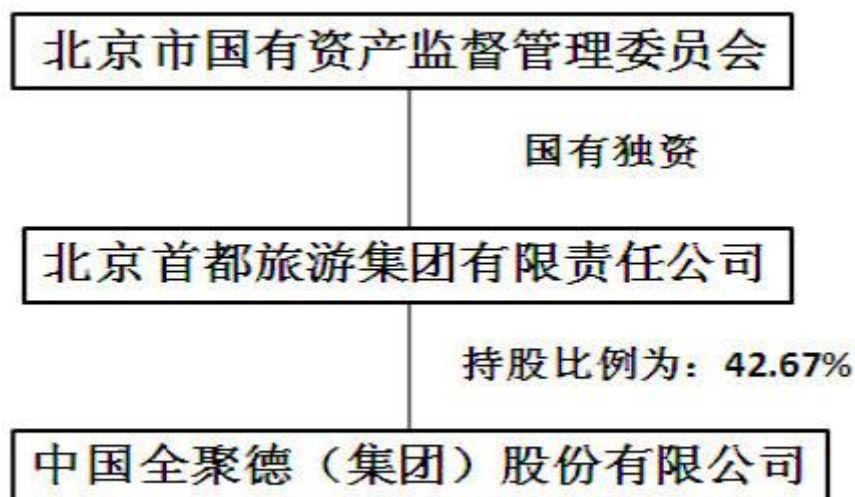 北京市国有资产监督管理委员会
国有独资
北京首都旅游集团有限责任公司
持股比例为：42.67%
中国全聚德（集团）股份有限公司